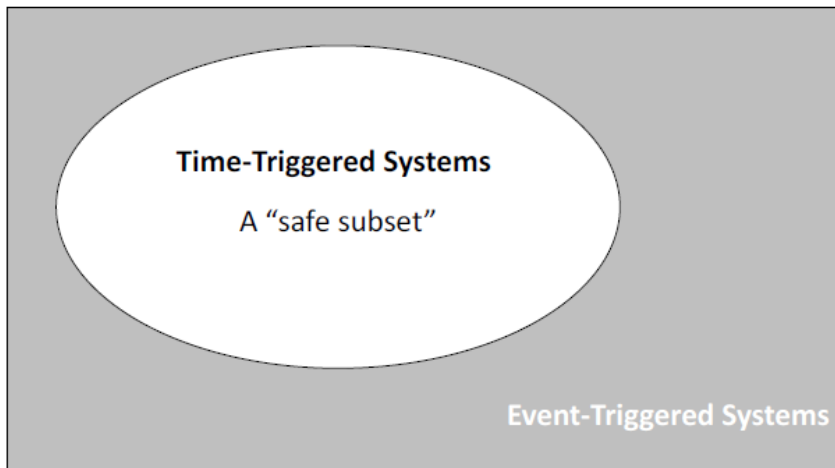 Time-Triggered Systems
A “safe subset”
Event-Triggered Systems